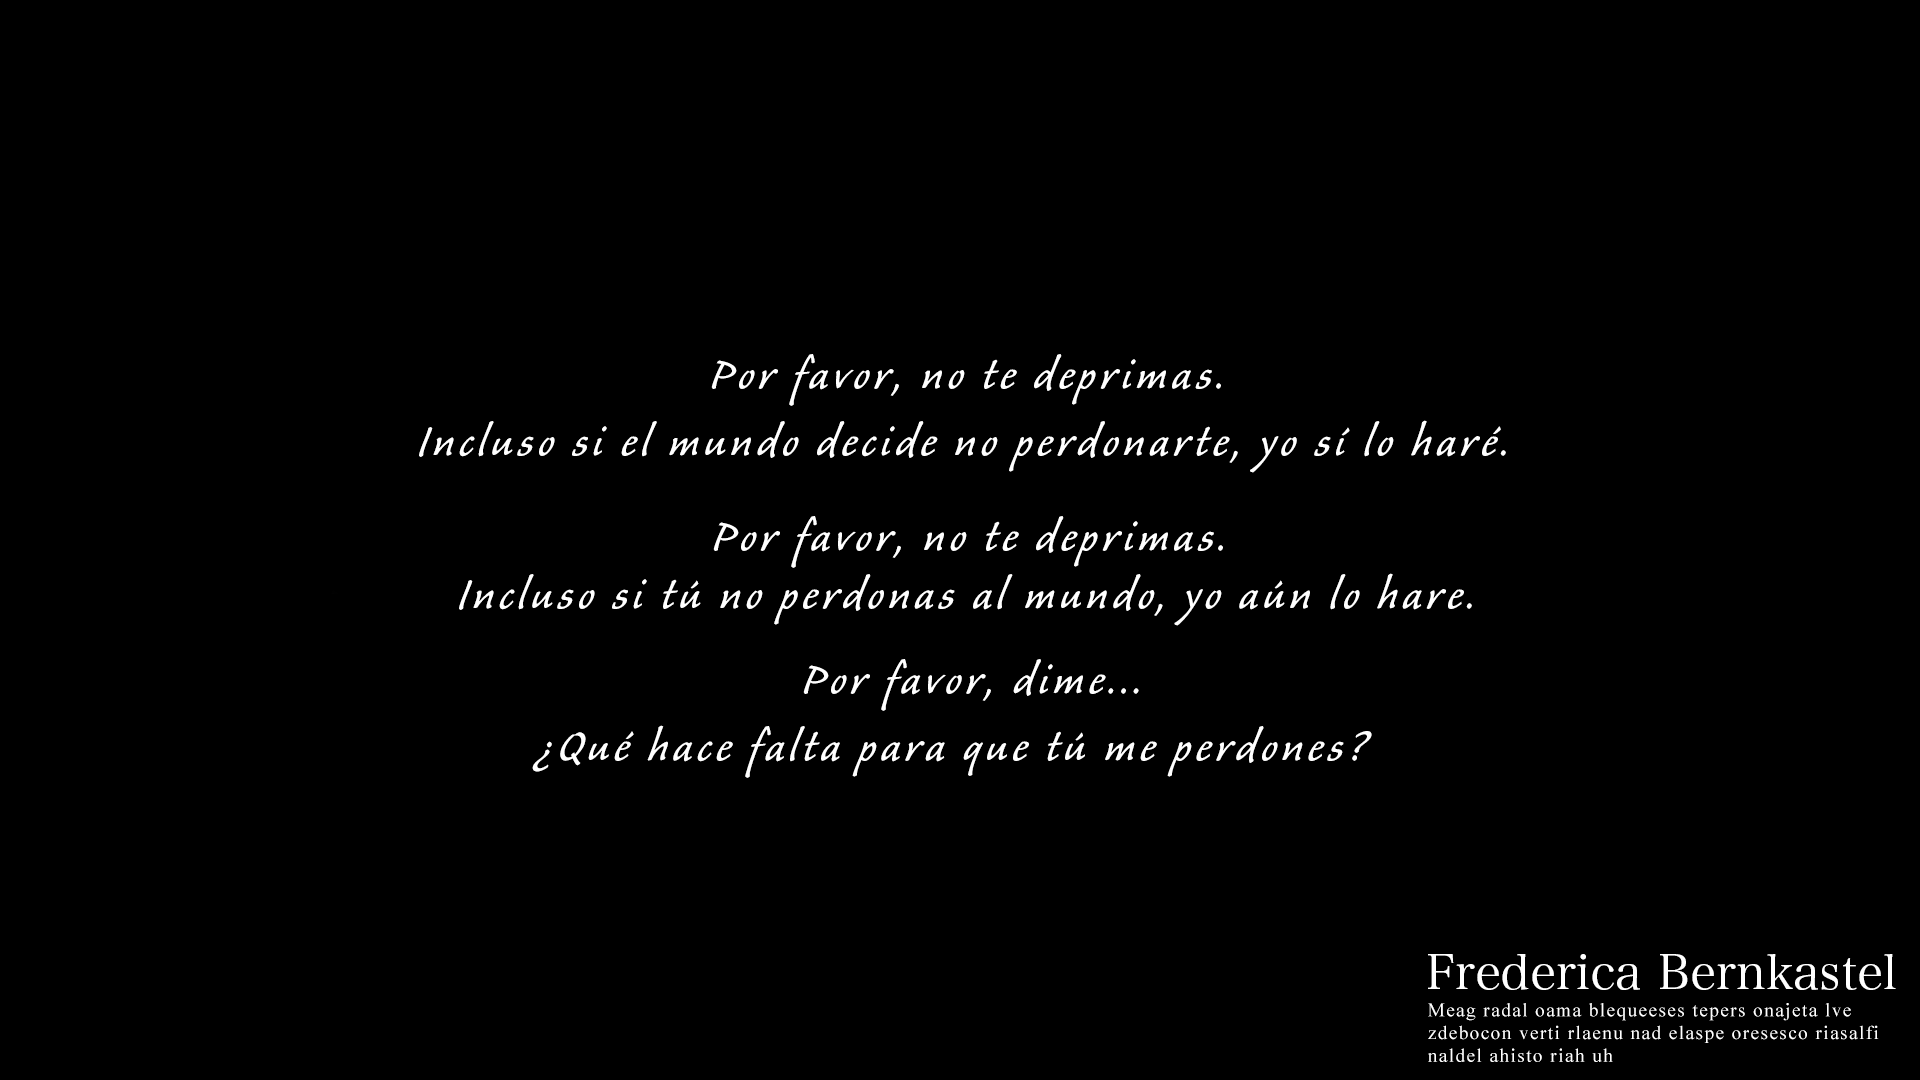 Por favor, no te deprimas.
Incluso si el mundo decide no perdonarte, yo sí lo haré.
Por favor, no te deprimas.
Incluso si tú no perdonas al mundo, yo aún lo hare.
Por favor, dime...
¿Qué hace falta para que tú me perdones?
Frederica Bernkastel
Meag radal oama blequeeses tepers onajeta lve
zdebocon verti rlaenu nad elaspe oresesco riasalfi
naldel ahisto riah uh